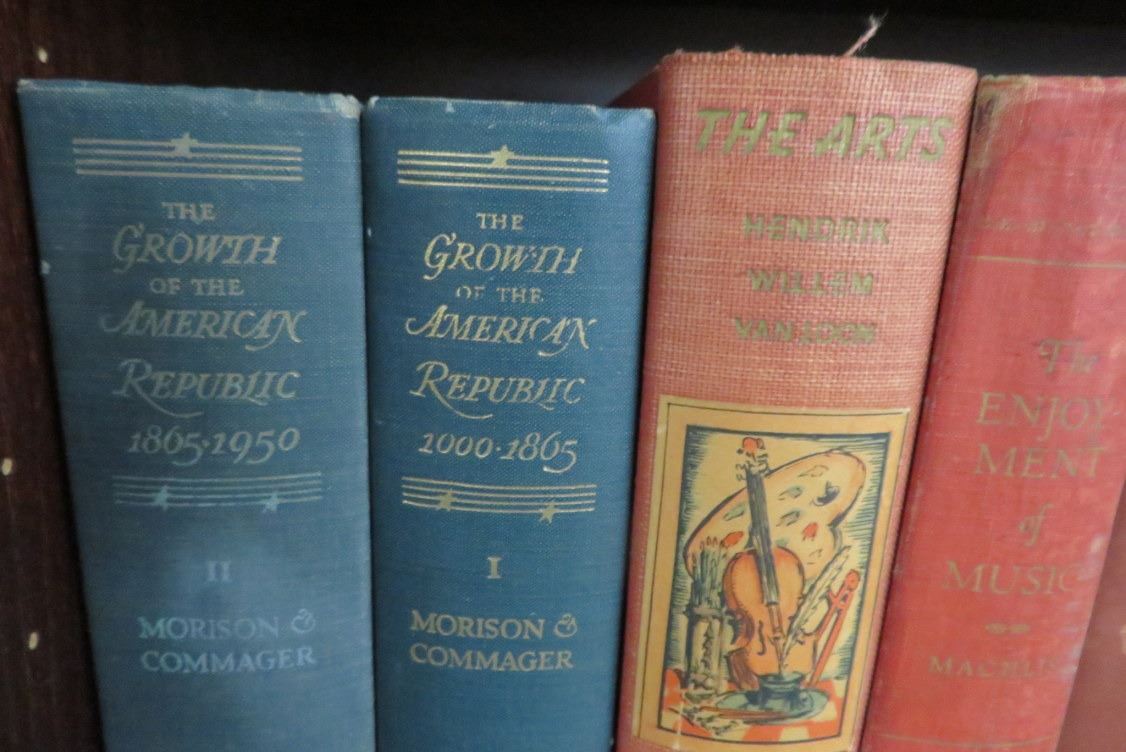 THE
GROWTH
OF THE
AMERICAN
REPUBLIC
1865·1950
II
MORISON &
COMMAGER
THE
GROWTH
OF THE
AMERICAN
REPUBLIC
1000·1865
I
MORISON &
COMMAGER
THE ARTS
HENDRIK
WILLEM
VAN LOON
The
ENJOY-
MENT
of
MUSIC
MACHLIS